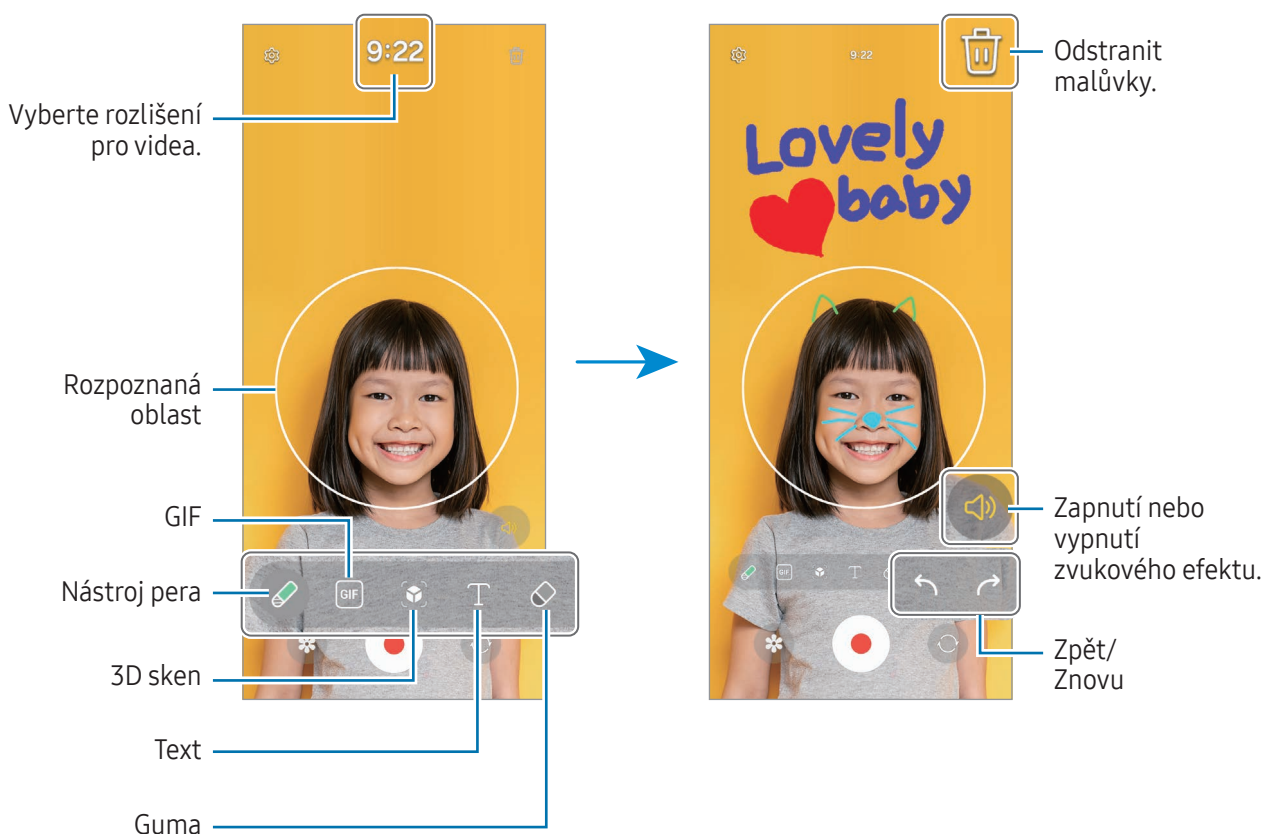 9:22
Vyberte rozlišení
pro videa.
Rozpoznaná
oblast
GIF
Nástroj pera
GIF
3D sken
Text
Guma
9:22
Odstranit
malůvky.
Lovely
baby
Zapnutí nebo
vypnutí
zvukového efektu.
GIF
T
Zpět/
Znovu